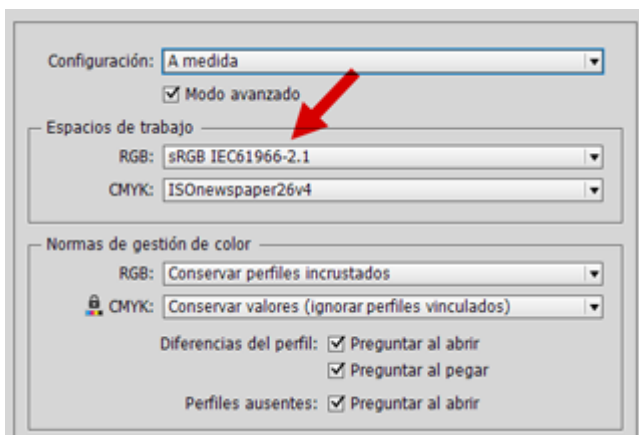 Configuración: A medida
Modo avanzado
Espacios de trabajo
RGB: sRGB IEC61966-2.1
CMYK: ISOnewspaper26v4
Normas de gestión de color
RGB: Conservar perfiles incrustados
CMYK: Conservar valores (ignorar perfiles vinculados)
Diferencias del perfil: Preguntar al abrir
Preguntar al pegar
Perfiles ausentes: Preguntar al abrir